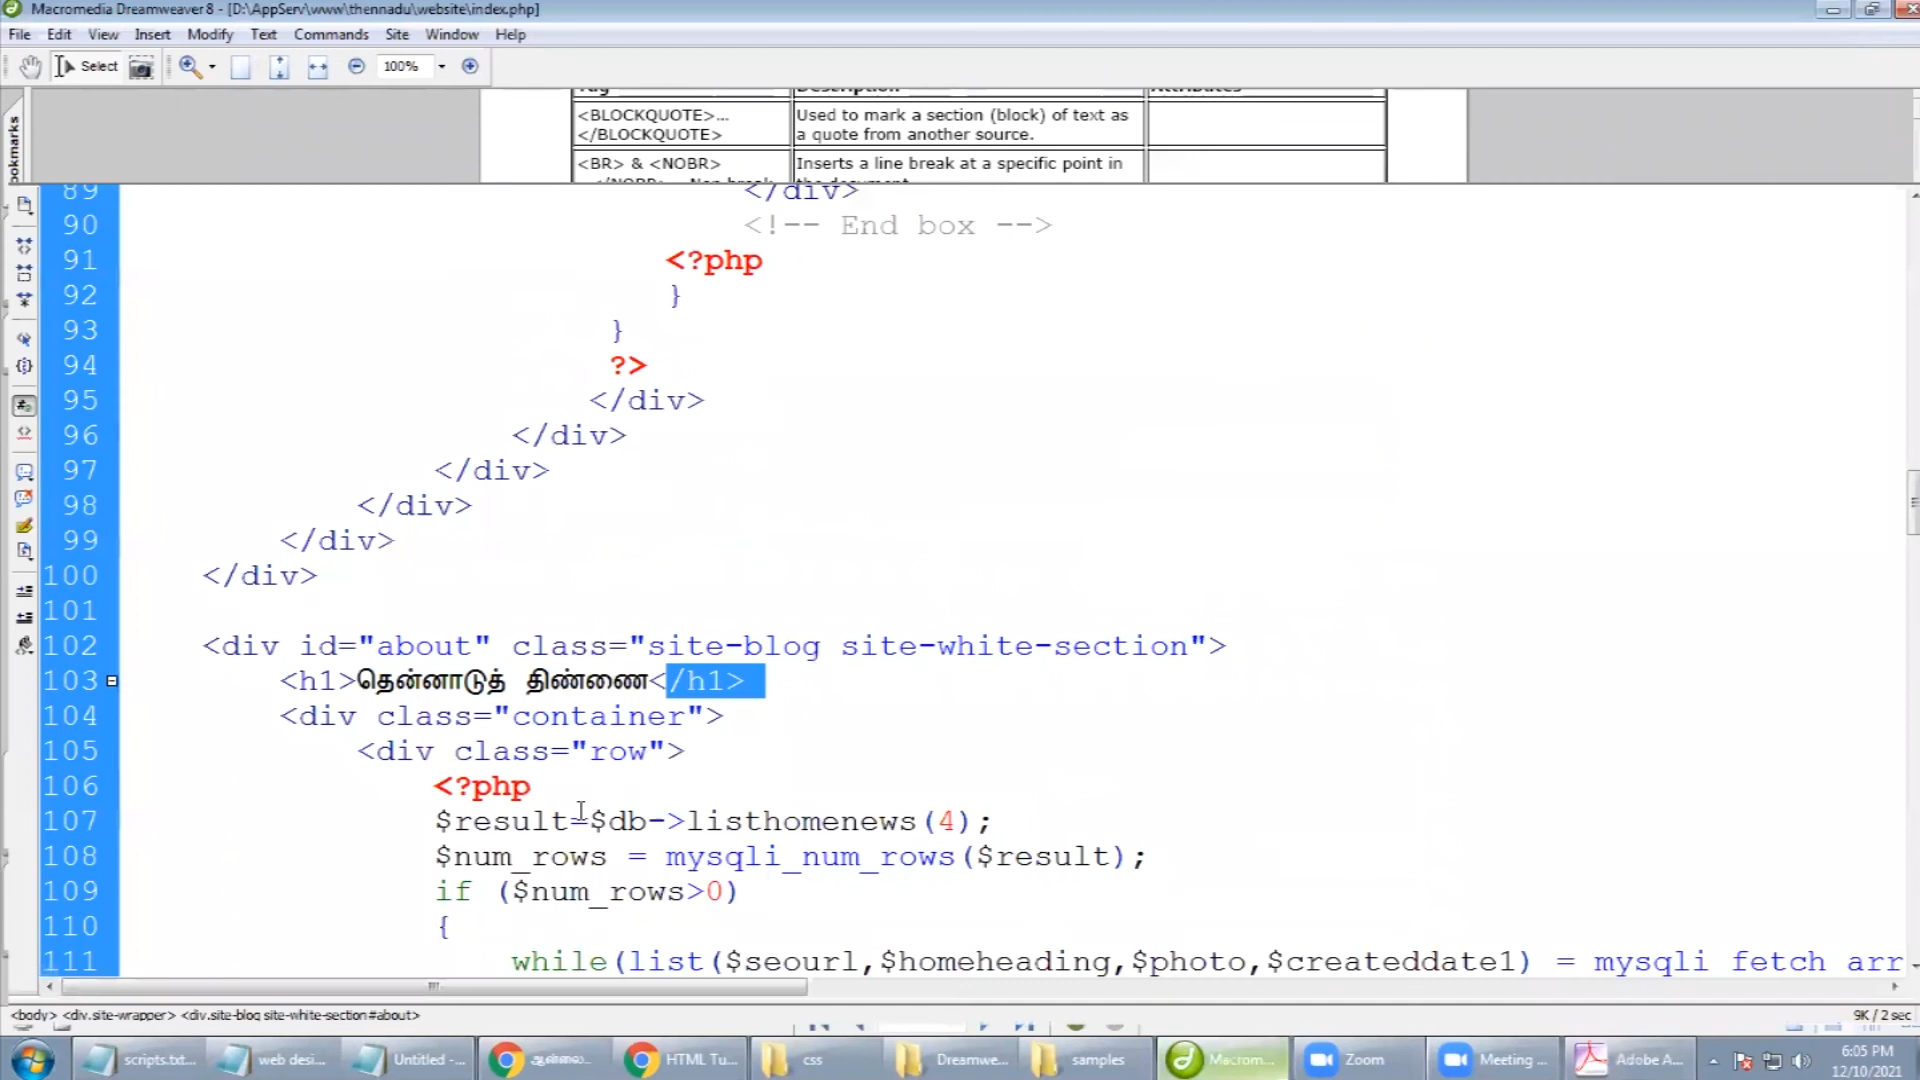 Macromedia Dreamweaver 8 - [D:\AppServ\www\thennadu\website\index.php]
File Edit View Insert Modify Text Commands Site Window Help
Select 100%
Tag Description Attributes
<BLOCKQUOTE>... Used to mark a section (block) of text as
</BLOCKQUOTE> a quote from another source.
<BR> & <NOBR> Inserts a line break at a specific point in
89 </div>
90 <!-- End box -->
91 <?php
92 }
93 }
94 ?>
95 </div>
96 </div>
97 </div>
98 </div>
99 </div>
100 </div>
101
102 <div id="about" class="site-blog site-white-section">
103 <h1>தென்னாடுத் திண்ணை</h1>
104 <div class="container">
105 <div class="row">
106 <?php
107 $result=$db->listhomenews(4);
108 $num_rows = mysqli_num_rows($result);
109 if ($num_rows>0)
110 {
111 while(list($seourl,$homeheading,$photo,$createddate1) = mysqli fetch arr
<body> <div.site-wrapper> <div.site-blog site-white-section#about> 9K / 2 sec
scripts.txt... web desi... Untitled -... HTML Tu... css Dreamwe... samples Macrom... Zoom Meeting ... Adobe A... 6:05 PM
12/10/2021